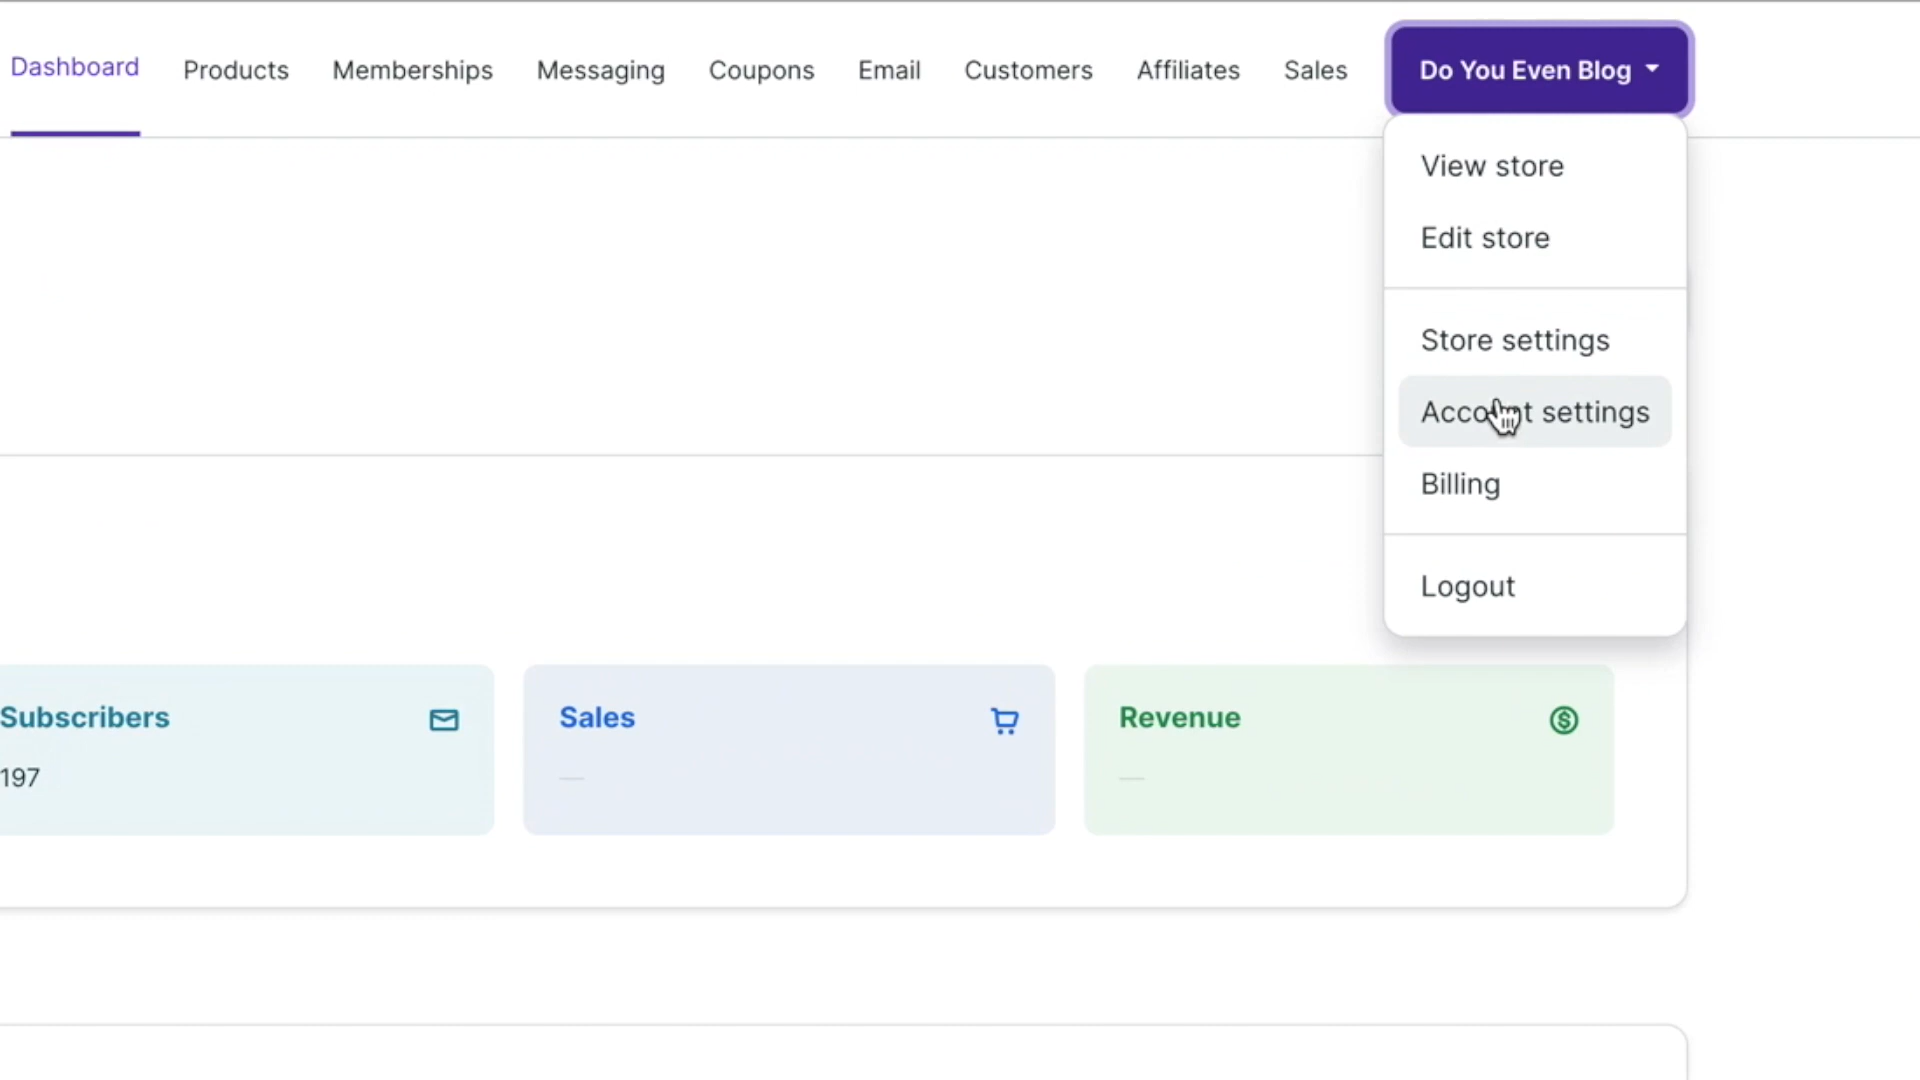 Dashboard Products Memberships Messaging Coupons Email Customers Affiliates Sales Do You Even Blog
View store
Edit store
Store settings
Account settings
Billing
Logout
Subscribers Sales Revenue
197 — —